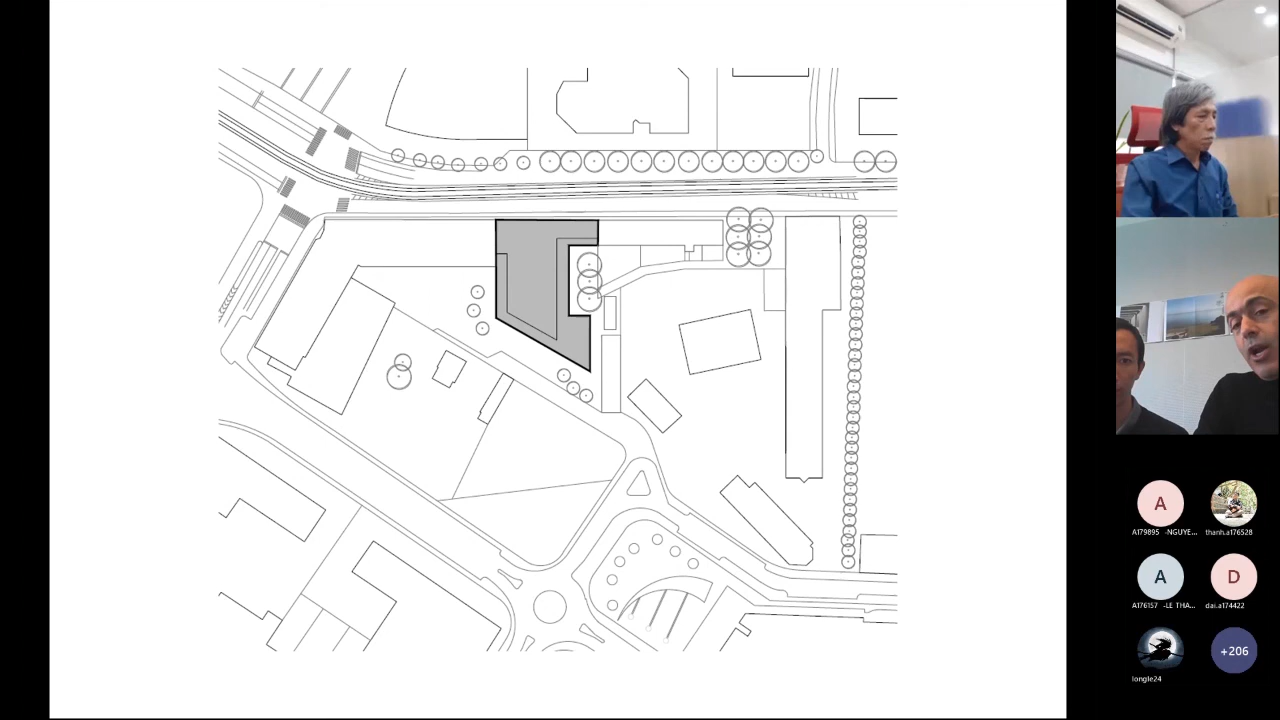 A
A179895 -NGUYE...
thanh.a176528
A
A176157 -LE THA...
D
dai.a174422
longle24
+206